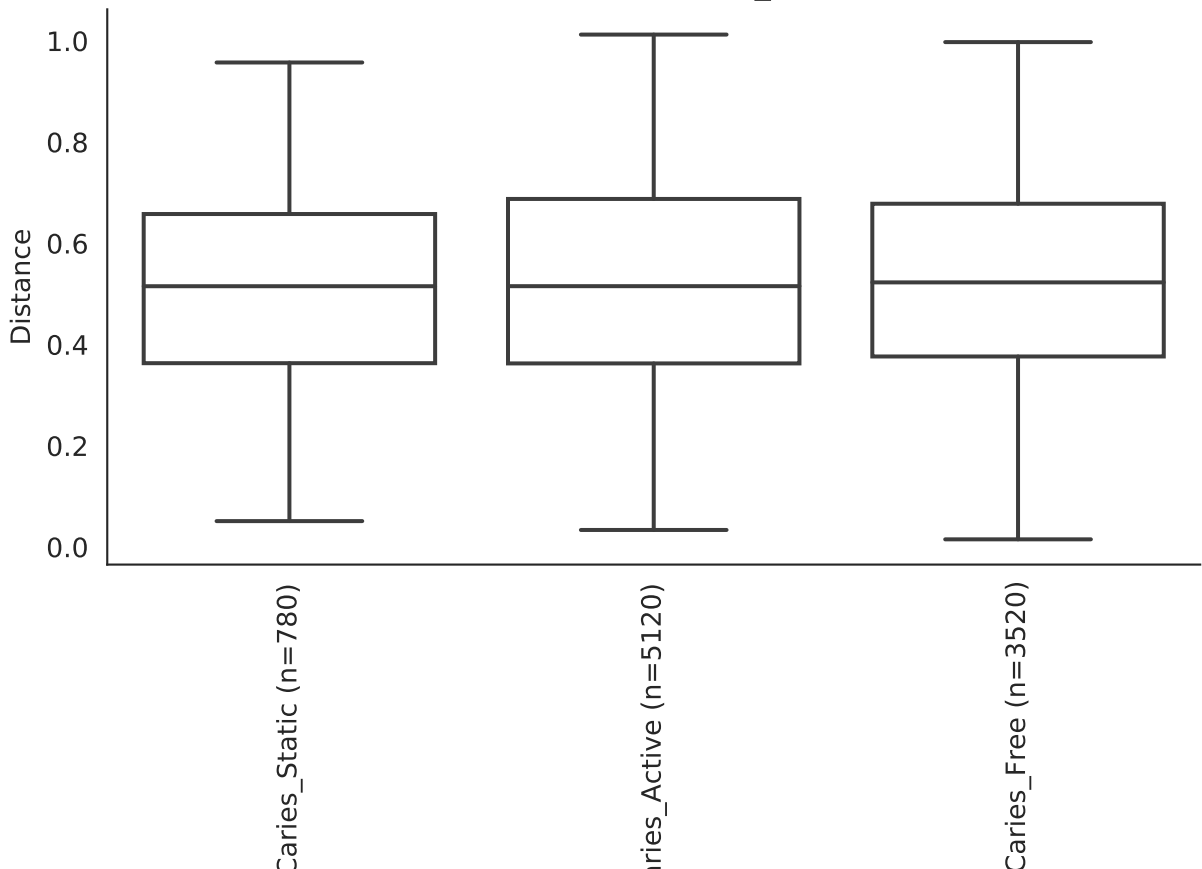 1.0
0.8
0.6
0.4
0.2
0.0
Distance
Caries_Static (n=780)
aries_Active (n=5120)
Caries_Free (n=3520)